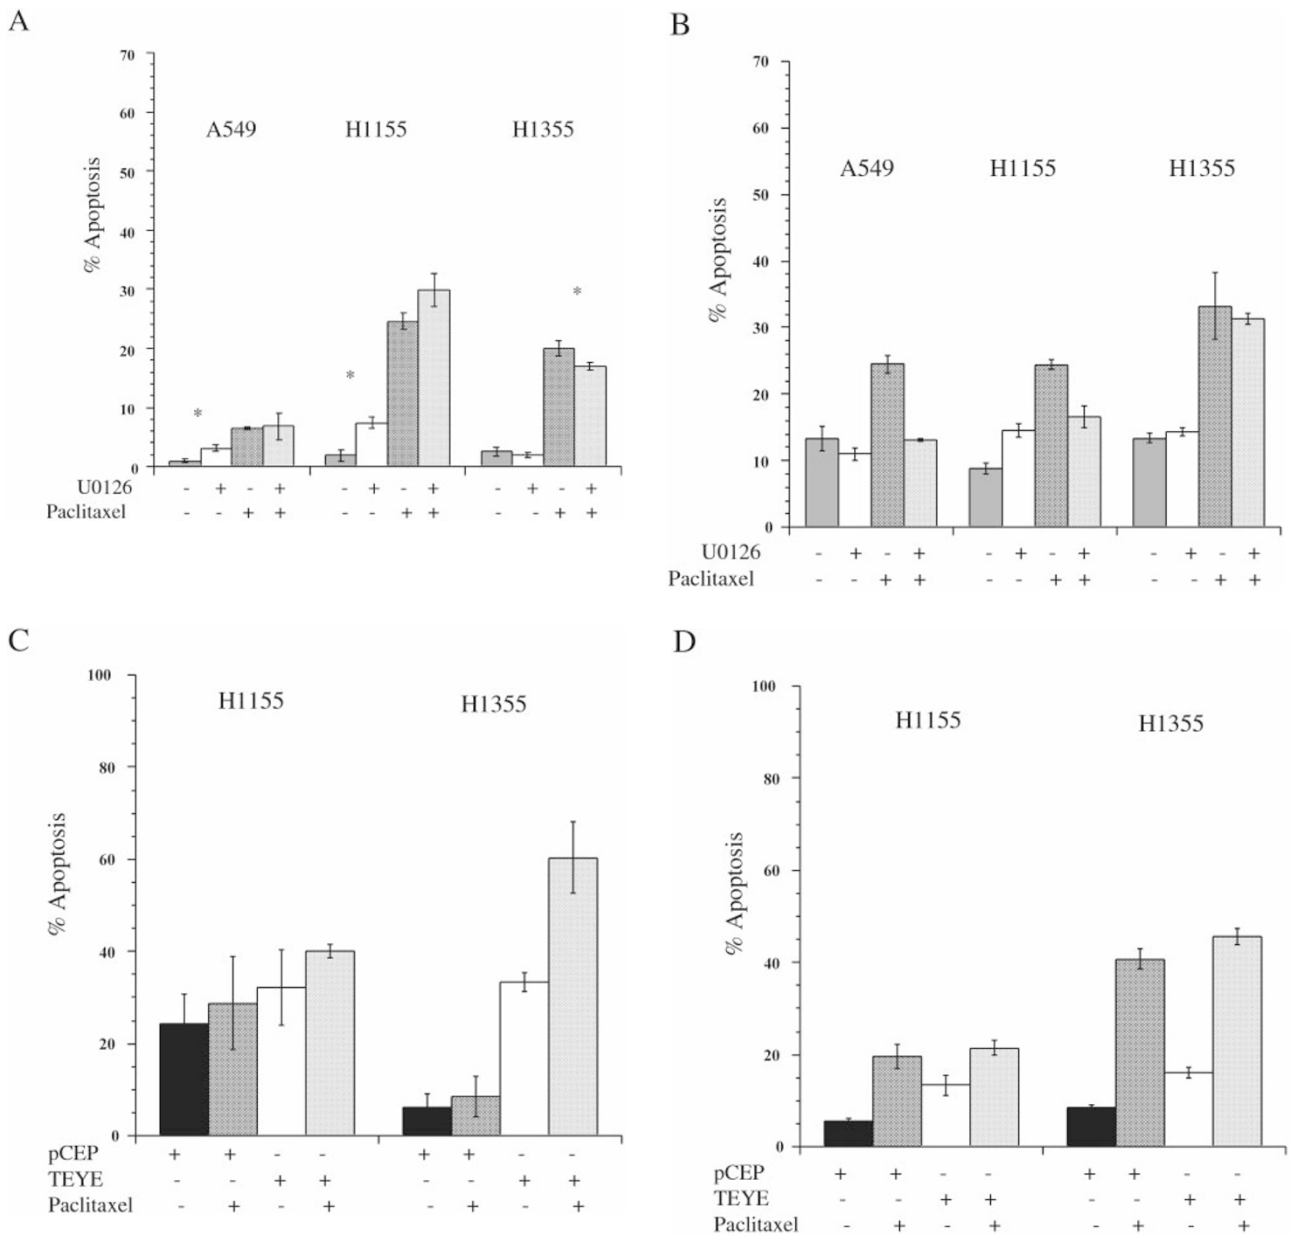 A
70
60
50
40
30
20
10
0
% Apoptosis
A549 H1155 H1355
* * *
U0126 - + - + - + - + - + - +
Paclitaxel - - + + - - + + - - + +
B
70
60
50
40
30
20
10
0
% Apoptosis
A549 H1155 H1355
U0126 - + - + - + - + - + - +
Paclitaxel - - + + - - + + - - + +
C
100
80
60
40
20
0
% Apoptosis
H1155 H1355
pCEP + + - - + + - -
TEYE - - + + - - + +
Paclitaxel - + - + - + - +
D
100
80
60
40
20
0
% Apoptosis
H1155 H1355
pCEP + + - - + + - -
TEYE - - + + - - + +
Paclitaxel - + - + - + - +